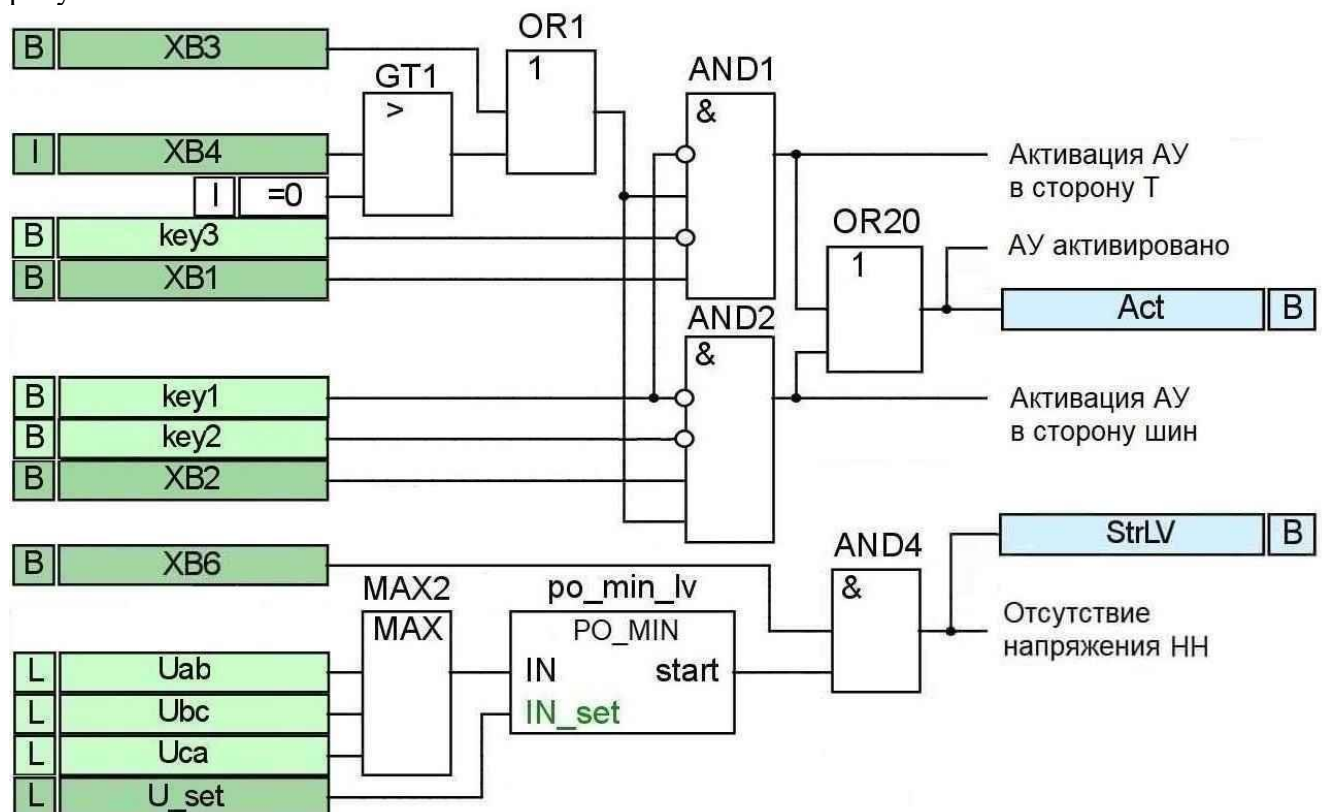 OR1
B XB3
1
AND1
GT1
>
&
I XB4
Активация АУ
в сторону Т
I =0
OR20
B key3
АУ активировано
1
B XB1
Act B
AND2
&
B key1
Активация АУ
в сторону шин
B key2
B XB2
StrLV B
AND4
B XB6
MAX2
po_min_lv
&
MAX
PO_MIN
Отсутствие
напряжения НН
L Uab
IN start
L Ubc
IN_set
L Uca
L U_set